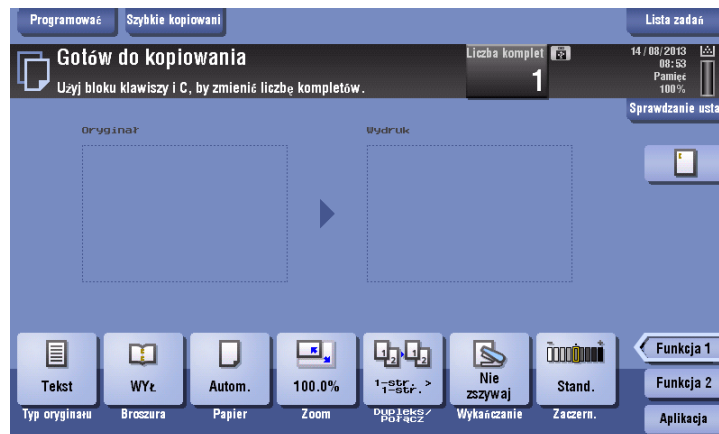 Programować
Szybkie kopiowani
Lista zadań
Gotów do kopiowania
Użyj bloku klawiszy i C, by zmienić liczbę kompletów.
Liczba komplet
1
14/08/2013
08:53
Pamięć
100%
Sprawdzanie usta
Oryginał
Wydruk
Tekst
WYŁ
Autom.
100.0%
1-str. >
1-str.
Nie
zszywaj
Stand.
Typ oryginału
Broszura
Papier
Zoom
Dupleks/
Połącz
Wykańczanie
Zaczern.
Funkcja 1
Funkcja 2
Aplikacja